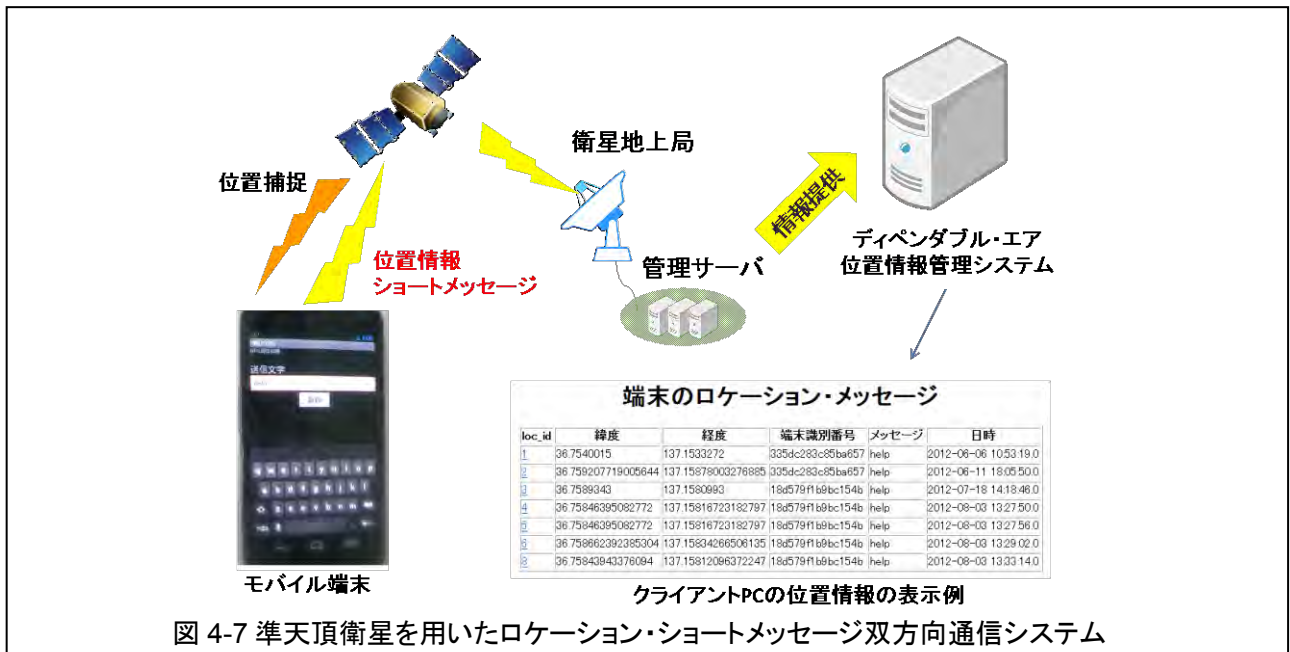 位置捕捉
位置情報
ショートメッセージ
衛星地上局
管理サーバ
情報提供
ディペンダブル・エア
位置情報管理システム
送信文字
モバイル端末
端末のロケーション・メッセージ
loc_id 緯度 経度 端末識別番号 メッセージ 日時
1 36.7540015 137.1533272 335dc283c85ba657 help 2012-06-06 10:53:19.0
2 36.759207719005644 137.15878003276885 335dc283c85ba657 help 2012-06-11 18:05:50.0
3 36.7589343 137.1580993 18d579f1b9bc154b help 2012-07-18 14:18:46.0
4 36.75846395082772 137.15816723182797 18d579f1b9bc154b help 2012-08-03 13:27:50.0
5 36.75846395082772 137.15816723182797 18d579f1b9bc154b help 2012-08-03 13:27:56.0
6 36.758662392385304 137.15834266506135 18d579f1b9bc154b help 2012-08-03 13:29:02.0
8 36.75843943376094 137.15812096372247 18d579f1b9bc154b help 2012-08-03 13:33:14.0
クライアントPCの位置情報の表示例
図 4-7 準天頂衛星を用いたロケーション・ショートメッセージ双方向通信システム